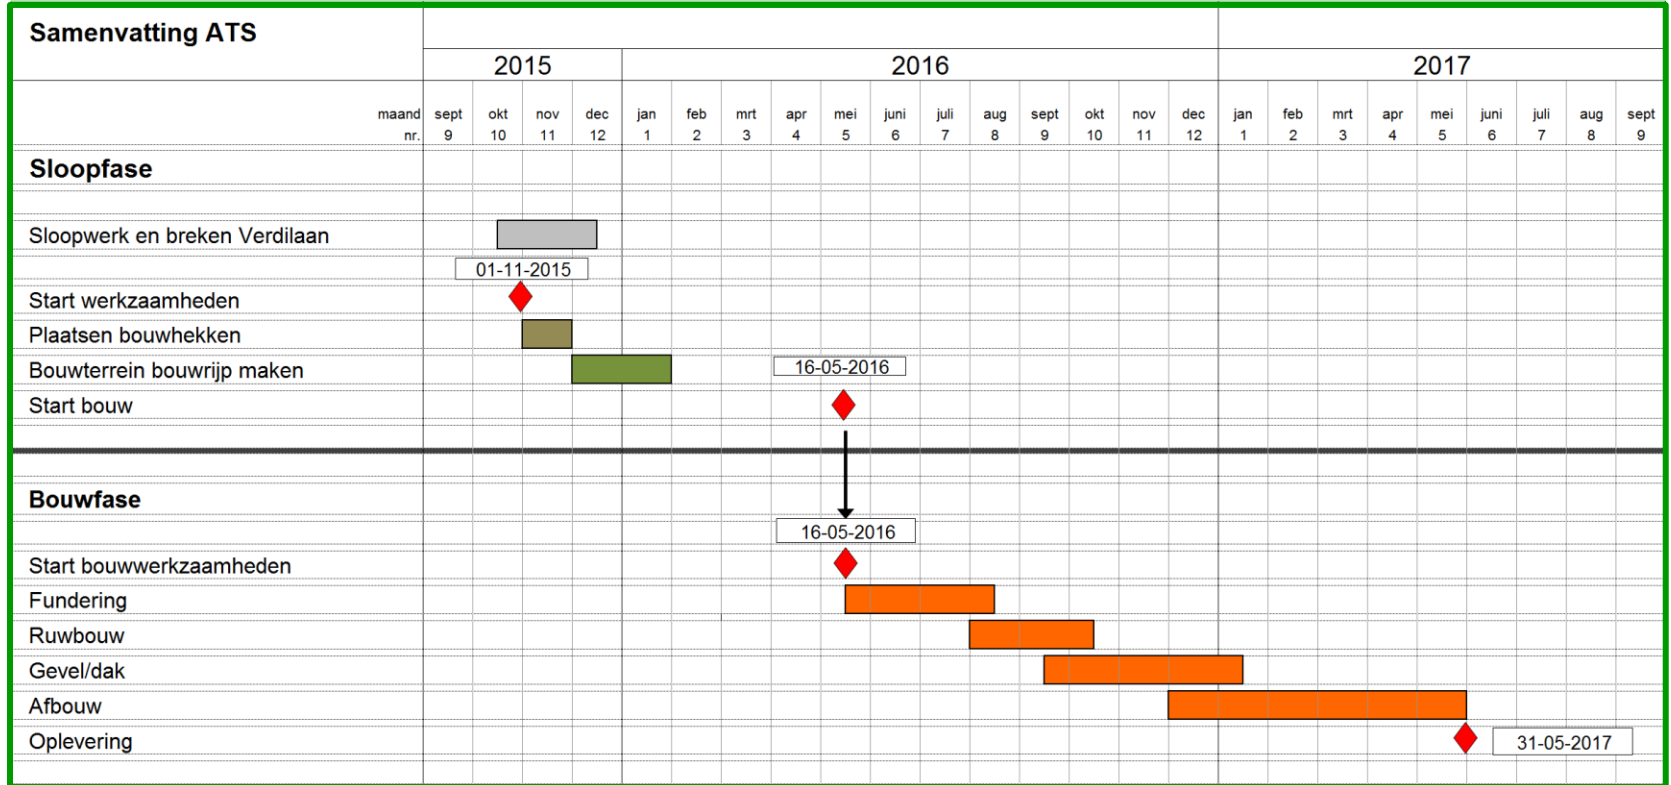 Samenvatting ATS
2015 2016 2017
maand sept okt nov dec jan feb mrt apr mei juni juli aug sept okt nov dec jan feb mrt apr mei juni juli aug sept
nr. 9 10 11 12 1 2 3 4 5 6 7 8 9 10 11 12 1 2 3 4 5 6 7 8 9
Sloopfase
Sloopwerk en breken Verdilaan
01-11-2015
Start werkzaamheden
Plaatsen bouwhekken
Bouwterrein bouwrijp maken 16-05-2016
Start bouw
Bouwfase
16-05-2016
Start bouwwerkzaamheden
Fundering
Ruwbouw
Gevel/dak
Afbouw
Oplevering 31-05-2017